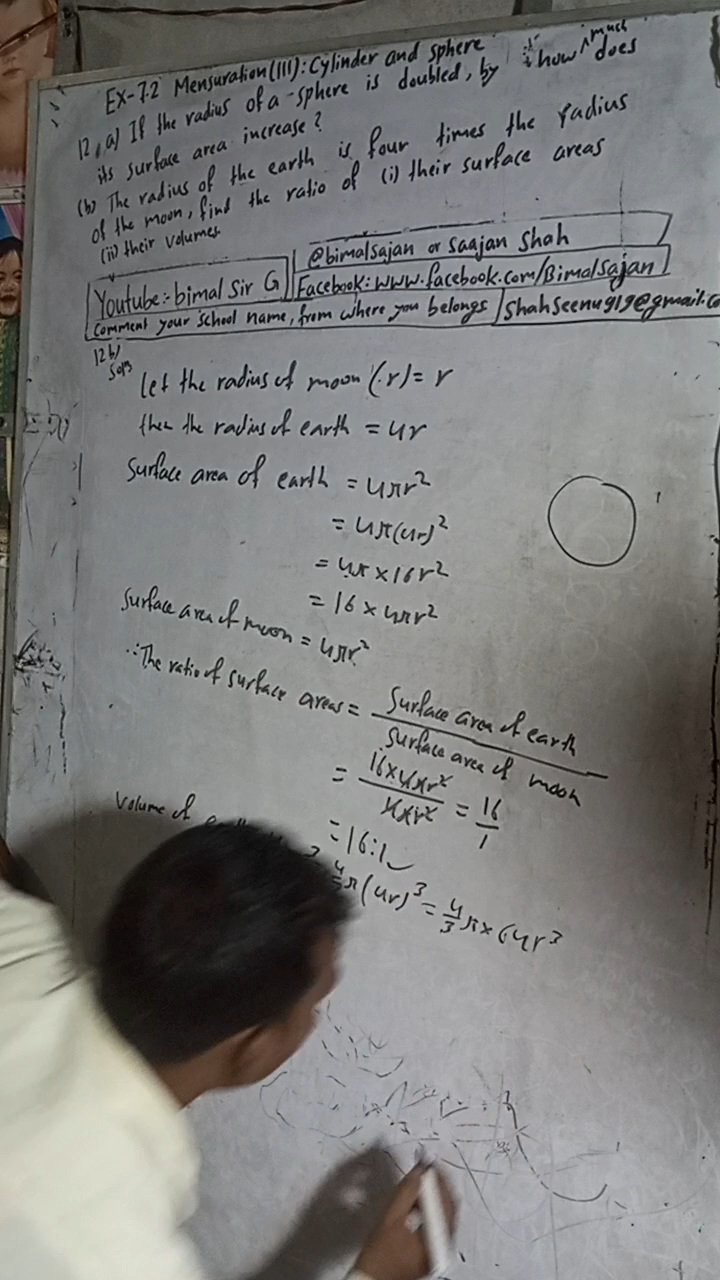 Ex-7.2 Mensuration(III): Cylinder and sphere
12, a) If the radius of a sphere is doubled, by how much does
its surface area increase?
(b) The radius of the earth is four times the radius
of the moon, find the ratio of (i) their surface areas
(ii) their volumes
@bimalsajan or Saajan Shah
Youtube:- bimal Sir G
Facebook: www.facebook.com/Bimalsajan
Comment your school name, from where you belongs
Shahseenu919@gmail.co
12 b)
Let the radius of moon (r) = r
then the radius of earth = 4r
Surface area of earth = 4πr²
= 4π(4r)²
= 4π × 16r²
= 16 × 4πr²
Surface area of moon = 4πr²
∴ The ratio of surface areas = Surface area of earth / Surface area of moon
= 16×4πr² / 4πr² = 16/1
= 16:1
Volume of
4/3 π(4r)³ = 4/3 π × 64r³